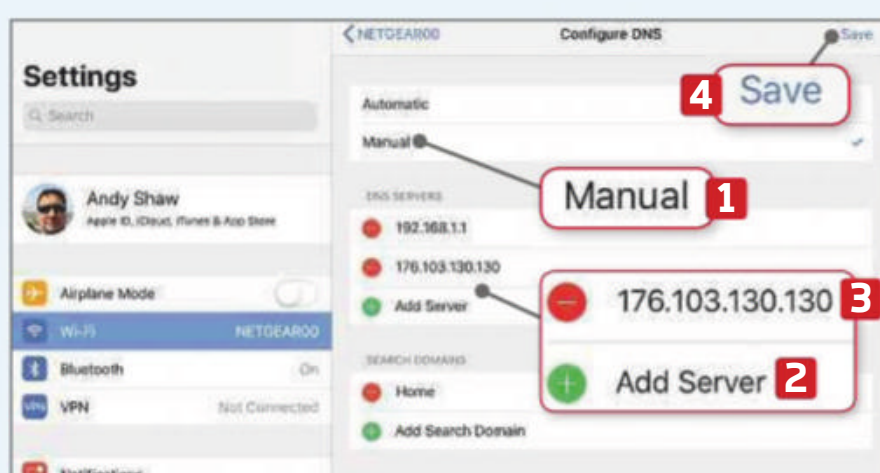 NETGEAR00
Configure DNS
Save
Settings
Search
Automatic
4 Save
Manual
Manual 1
Andy Shaw
Apple ID, iCloud, iTunes & App Store
DNS SERVERS
192.168.1.1
176.103.130.130
176.103.130.130 3
Airplane Mode
Add Server
Add Server 2
Wi-Fi
NETGEAR00
SEARCH DOMAINS
Bluetooth
On
Home
VPN
VPN
Not Connected
Add Search Domain
Notifications